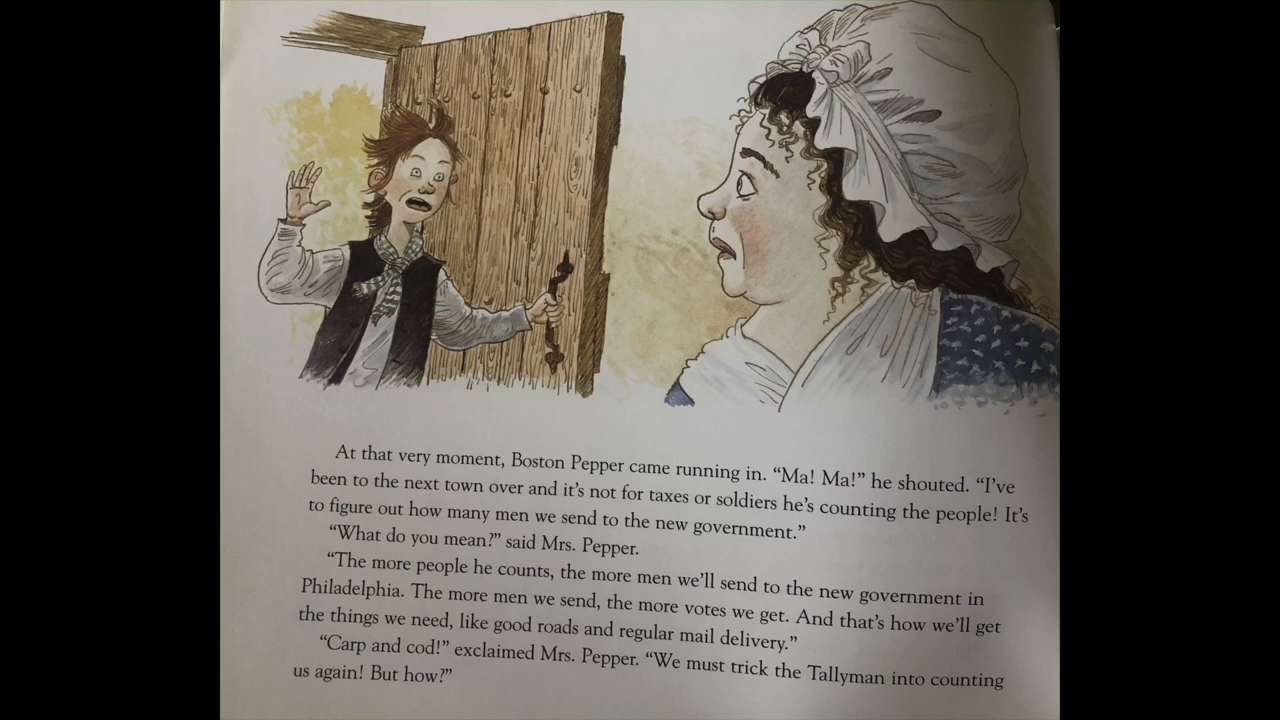 At that very moment, Boston Pepper came running in. “Ma! Ma!” he shouted. “I’ve
been to the next town over and it’s not for taxes or soldiers he’s counting the people! It’s
to figure out how many men we send to the new government.”
“What do you mean?” said Mrs. Pepper.
“The more people he counts, the more men we’ll send to the new government in
Philadelphia. The more men we send, the more votes we get. And that’s how we’ll get
the things we need, like good roads and regular mail delivery.”
“Carp and cod!” exclaimed Mrs. Pepper. “We must trick the Tallyman into counting
us again! But how?”